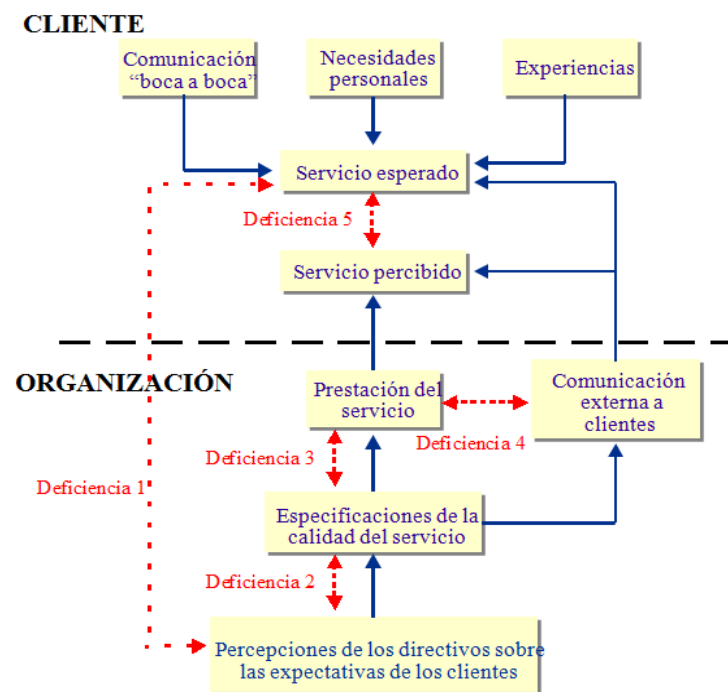 CLIENTE
Comunicación
“boca a boca”
Necesidades
personales
Experiencias
Servicio esperado
Deficiencia 5
Servicio percibido
ORGANIZACIÓN
Prestación del
servicio
Comunicación
externa a
clientes
Deficiencia 4
Deficiencia 3
Deficiencia 1
Especificaciones de la
calidad del servicio
Deficiencia 2
Percepciones de los directivos sobre
las expectativas de los clientes